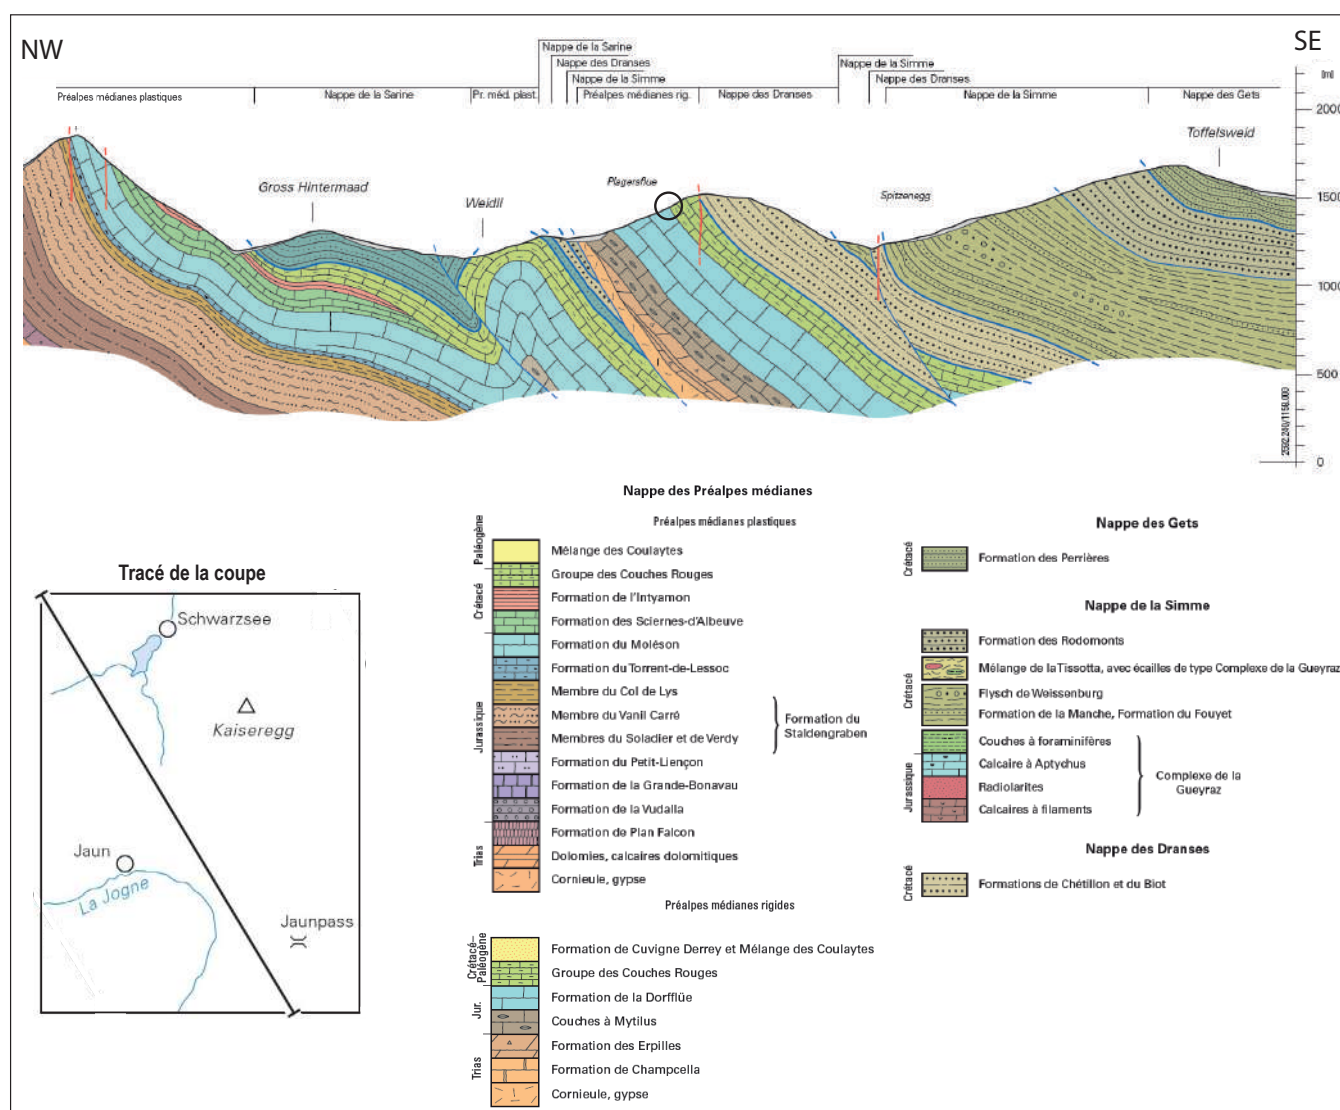 NW
SE
Nappe de la Sarine
Nappe des Dranses
Nappe de la Simme
Nappe de la Simme
Nappe des Dranses
Préalpes médianes plastiques
Nappe de la Sarine
Pr. méd. plast.
Préalpes médianes rig.
Nappe des Dranses
Nappe de la Simme
Nappe des Gets
[m]
2000
1500
1000
500
0
Toffelsweid
Gross Hintermaad
Weidli
Plagersflue
Spitzenegg
2592.240/1158.000
Nappe des Préalpes médianes
Préalpes médianes plastiques
Paléogène
Crétacé
Jurassique
Trias
Mélange des Coulaytes
Groupe des Couches Rouges
Formation de l'Intyamon
Formation des Sciernes-d'Albeuve
Formation du Moléson
Formation du Torrent-de-Lessoc
Membre du Col de Lys
Membre du Vanil Carré
Membres du Soladier et de Verdy
Formation du Staldengraben
Formation du Petit-Liençon
Formation de la Grande-Bonavau
Formation de la Vudalla
Formation de Plan Falcon
Dolomies, calcaires dolomitiques
Cornieule, gypse
Préalpes médianes rigides
Crétacé–Paléogène
Jur.
Trias
Formation de Cuvigne Derrey et Mélange des Coulaytes
Groupe des Couches Rouges
Formation de la Dorfflüe
Couches à Mytilus
Formation des Erpilles
Formation de Champcella
Cornieule, gypse
Nappe des Gets
Crétacé
Formation des Perrières
Nappe de la Simme
Crétacé
Jurassique
Formation des Rodomonts
Mélange de la Tissotta, avec écailles de type Complexe de la Gueyraz
Flysch de Weissenburg
Formation de la Manche, Formation du Fouyet
Couches à foraminifères
Calcaire à Aptychus
Radiolarites
Calcaires à filaments
Complexe de la Gueyraz
Nappe des Dranses
Crétacé
Formations de Chétillon et du Biot
Tracé de la coupe
Schwarzsee
Kaiseregg
Jaun
La Jogne
Jaunpass